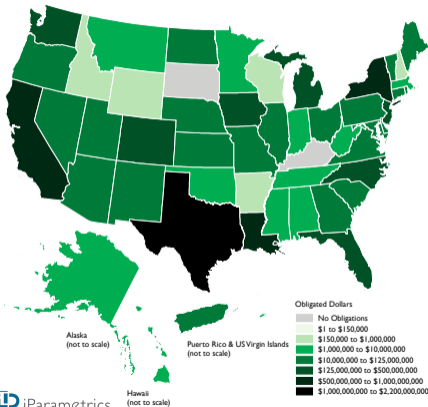 Obligated Dollars
No Obligations
$1 to $150,000
$150,000 to $1,000,000
$1,000,000 to $10,000,000
$10,000,000 to $125,000,000
$125,000,000 to $500,000,000
$500,000,000 to $1,000,000,000
$1,000,000,000 to $2,200,000,000
Alaska
(not to scale)
Puerto Rico & US Virgin Islands
(not to scale)
Hawaii
(not to scale)
iParametrics